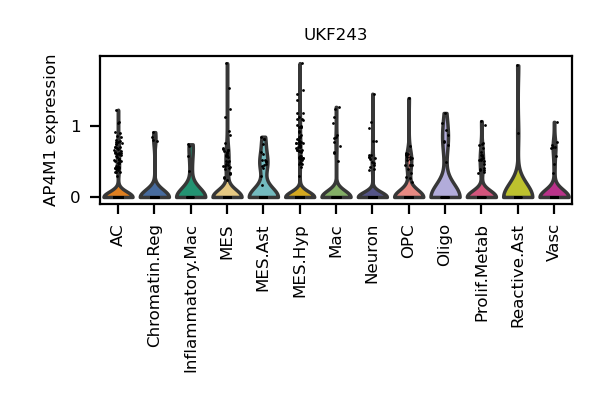 UKF243
AP4M1 expression
1
0
AC
Chromatin.Reg
Inflammatory.Mac
MES
MES.Ast
MES.Hyp
Mac
Neuron
OPC
Oligo
Prolif.Metab
Reactive.Ast
Vasc